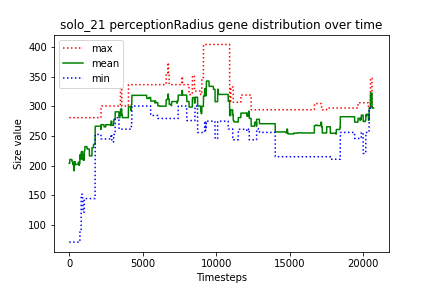 solo_21 perceptionRadius gene distribution over time
max
mean
min
Size value
400
350
300
250
200
150
100
0
5000
10000
15000
20000
Timesteps